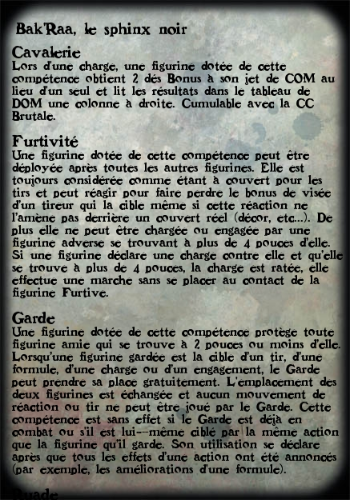 Bak'Raa, le sphinx noir
Cavalerie
Lors d'une charge, une figurine dotée de cette
compétence obtient 2 dés Bonus à son jet de COM au
lieu d'un seul et lit les résultats dans le tableau de
DOM une colonne à droite. Cumulable avec la CC
Brutale.
Furtivité
Une figurine dotée de cette compétence peut être
déployée après toutes les autres figurines. Elle est
toujours considérée comme étant à couvert pour les
tirs et peut réagir pour faire perdre le bonus de visée
d'un tireur qui la cible même si cette réaction ne
l'amène pas derrière un couvert réel (décor, etc...). De
plus elle ne peut être chargée ou engagée par une
figurine adverse se trouvant à plus de 4 pouces d'elle.
Si une figurine déclare une charge contre elle et qu'elle
se trouve à plus de 4 pouces, la charge est ratée, elle
effectue une marche sans se placer au contact de la
figurine Furtive.
Garde
Une figurine dotée de cette compétence protège toute
figurine amie qui se trouve à 2 pouces ou moins d'elle.
Lorsqu'une figurine gardée est la cible d'un tir, d'une
formule, d'une charge ou d'un engagement, le Garde
peut prendre sa place gratuitement. L'emplacement des
deux figurines est échangée et aucun mouvement de
réaction ou tir ne peut être joué par le Garde. Cette
compétence est sans effet si le Garde est déjà en
combat ou s'il est lui-même ciblé par la même action
que la figurine qu'il garde. Son utilisation se déclare
après que tous les effets d'une action ont été annoncés
(par exemple, les améliorations d'une formule).